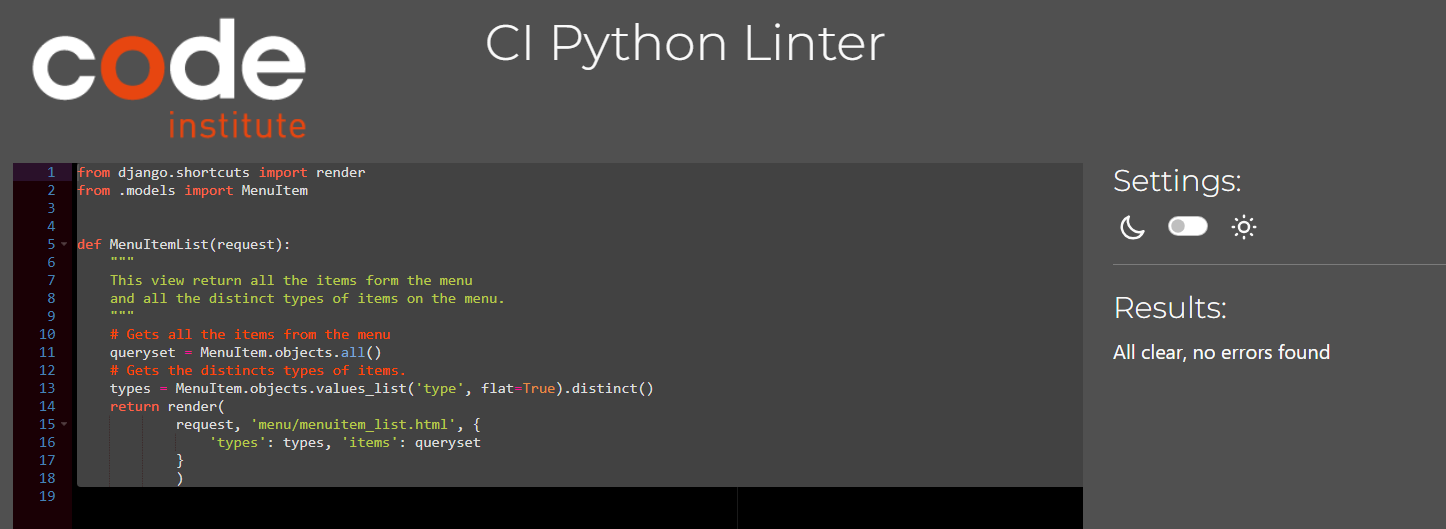 code
institute
CI Python Linter
1 from django.shortcuts import render
2 from .models import MenuItem
3
4
5 def MenuItemList(request):
6     """
7     This view return all the items form the menu
8     and all the distinct types of items on the menu.
9     """
10     # Gets all the items from the menu
11     queryset = MenuItem.objects.all()
12     # Gets the distincts types of items.
13     types = MenuItem.objects.values_list('type', flat=True).distinct()
14     return render(
15             request, 'menu/menuitem_list.html', {
16                 'types': types, 'items': queryset
17             }
18             )
19
Settings:
Results:
All clear, no errors found